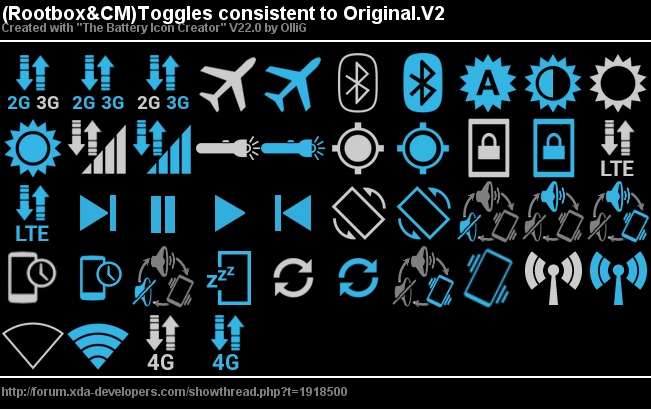 (Rootbox&CM)Toggles consistent to Original.V2
Created with "The Battery Icon Creator" V22.0 by OlliG
2G 3G 2G 3G 2G 3G A
LTE
LTE
zzz
4G 4G
http://forum.xda-developers.com/showthread.php?t=1918500